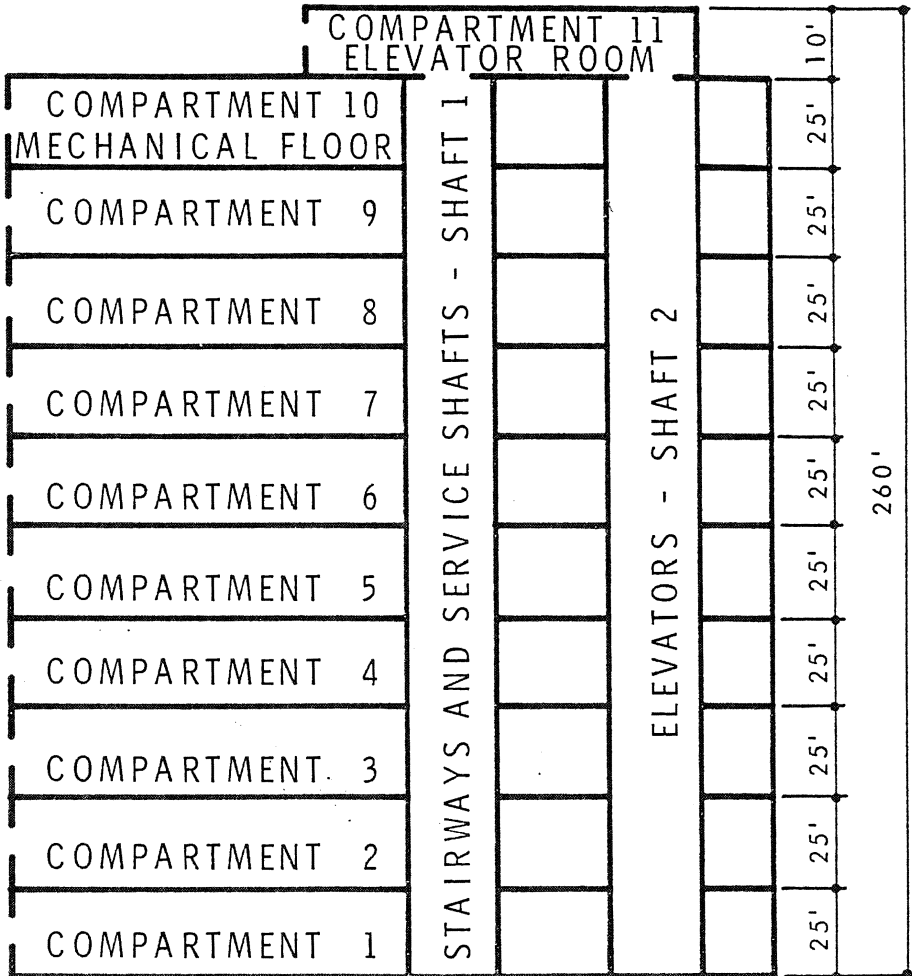 COMPARTMENT 11
ELEVATOR ROOM
10'
COMPARTMENT 10
MECHANICAL FLOOR
25'
COMPARTMENT 9
25'
COMPARTMENT 8
25'
COMPARTMENT 7
25'
COMPARTMENT 6
25'
COMPARTMENT 5
25'
COMPARTMENT 4
25'
COMPARTMENT 3
25'
COMPARTMENT 2
25'
COMPARTMENT 1
25'
STAIRWAYS AND SERVICE SHAFTS - SHAFT 1
ELEVATORS - SHAFT 2
260'